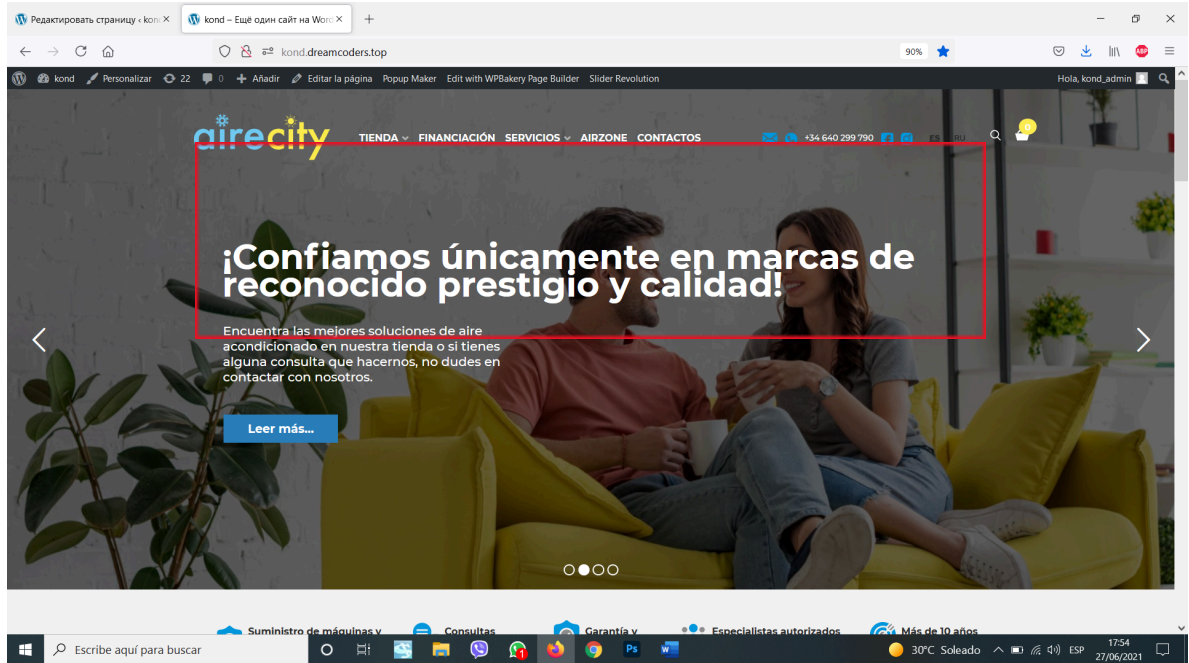 Редактировать страницу ‹ kon
kond – Ещё один сайт на Word
kond.dreamcoders.top
90%
ABP
kond
Personalizar
22
0
Añadir
Editar la página
Popup Maker
Edit with WPBakery Page Builder
Slider Revolution
Hola, kond_admin
airecity
TIENDA
FINANCIACIÓN
SERVICIOS
AIRZONE
CONTACTOS
+34 640 299 790
ES
RU
0
¡Confiamos únicamente en marcas de
reconocido prestigio y calidad!
Encuentra las mejores soluciones de aire
acondicionado en nuestra tienda o si tienes
alguna consulta que hacernos, no dudes en
contactar con nosotros.
Leer más...
Suministro de máquinas y
Consultas
Garantía y
Especialistas autorizados
Más de 10 años
Escribe aquí para buscar
Ps
30°C Soleado
ESP
17:54
27/06/2021